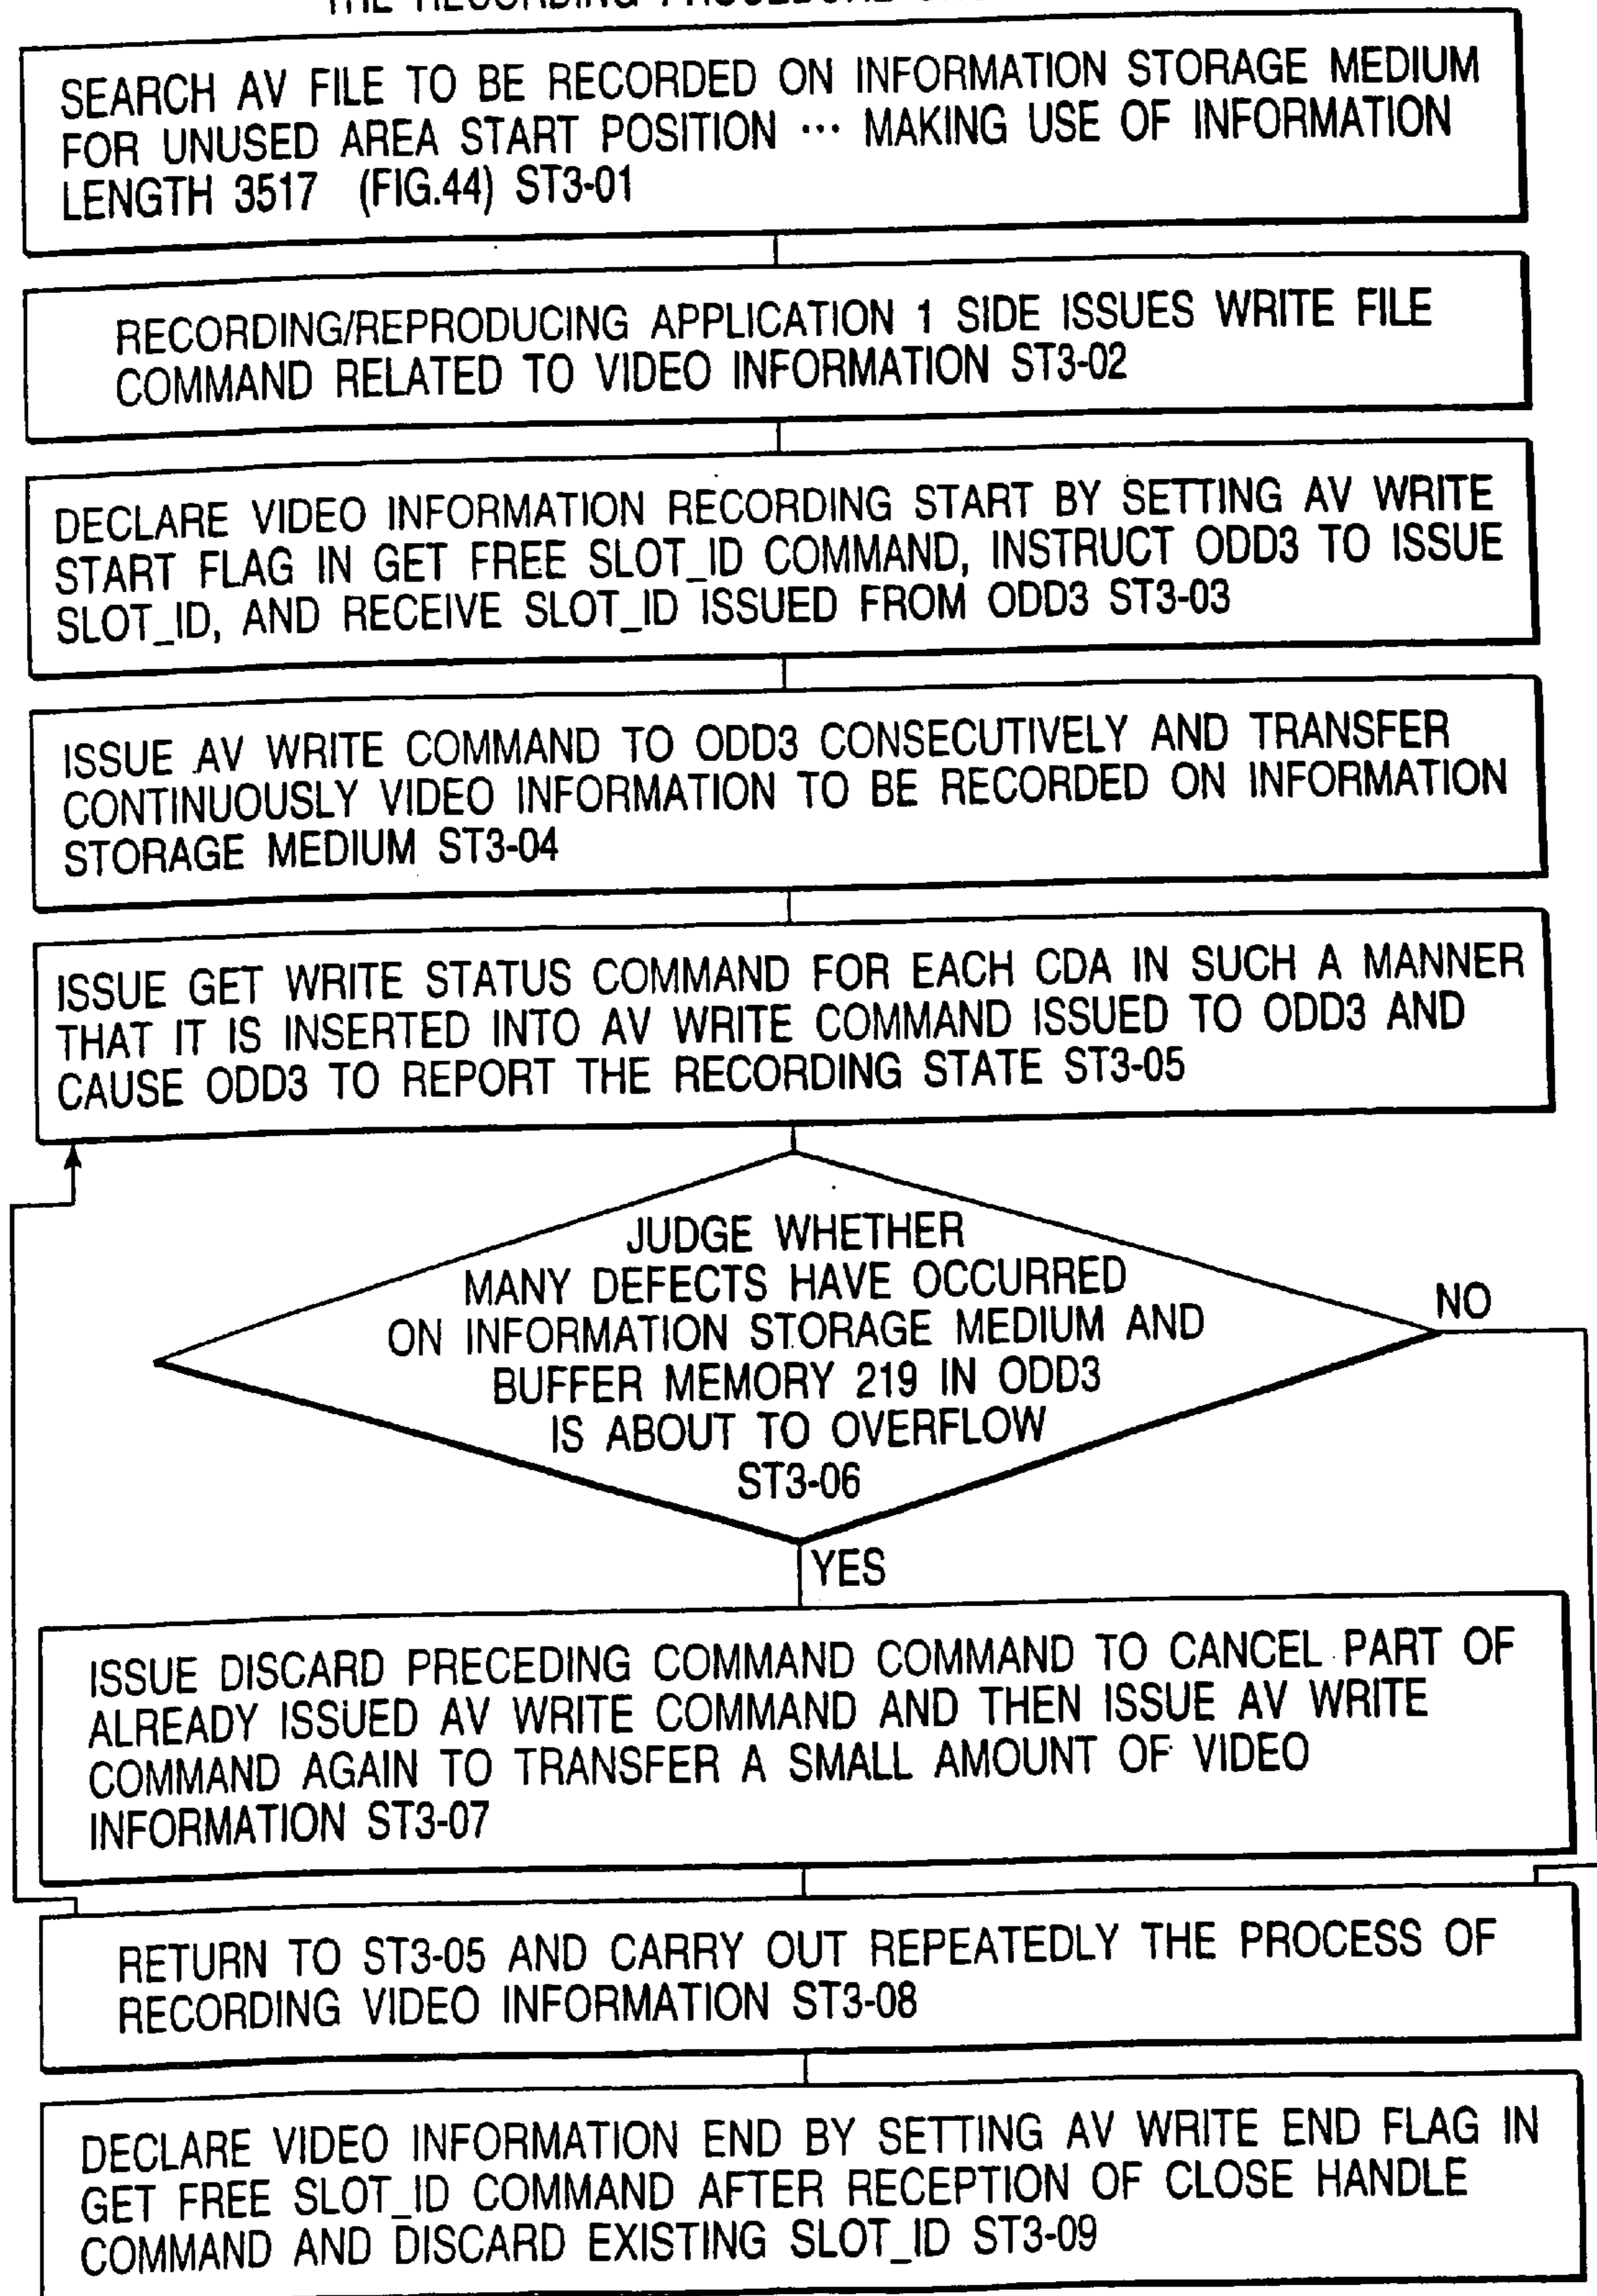 THE RECORDING PROCEDURE
SEARCH AV FILE TO BE RECORDED ON INFORMATION STORAGE MEDIUM
FOR UNUSED AREA START POSITION ··· MAKING USE OF INFORMATION
LENGTH 3517 (FIG.44) ST3-01
RECORDING/REPRODUCING APPLICATION 1 SIDE ISSUES WRITE FILE
COMMAND RELATED TO VIDEO INFORMATION ST3-02
DECLARE VIDEO INFORMATION RECORDING START BY SETTING AV WRITE
START FLAG IN GET FREE SLOT_ID COMMAND, INSTRUCT ODD3 TO ISSUE
SLOT_ID, AND RECEIVE SLOT_ID ISSUED FROM ODD3 ST3-03
ISSUE AV WRITE COMMAND TO ODD3 CONSECUTIVELY AND TRANSFER
CONTINUOUSLY VIDEO INFORMATION TO BE RECORDED ON INFORMATION
STORAGE MEDIUM ST3-04
ISSUE GET WRITE STATUS COMMAND FOR EACH CDA IN SUCH A MANNER
THAT IT IS INSERTED INTO AV WRITE COMMAND ISSUED TO ODD3 AND
CAUSE ODD3 TO REPORT THE RECORDING STATE ST3-05
JUDGE WHETHER
MANY DEFECTS HAVE OCCURRED
ON INFORMATION STORAGE MEDIUM AND
BUFFER MEMORY 219 IN ODD3
IS ABOUT TO OVERFLOW
ST3-06
NO
YES
ISSUE DISCARD PRECEDING COMMAND COMMAND TO CANCEL PART OF
ALREADY ISSUED AV WRITE COMMAND AND THEN ISSUE AV WRITE
COMMAND AGAIN TO TRANSFER A SMALL AMOUNT OF VIDEO
INFORMATION ST3-07
RETURN TO ST3-05 AND CARRY OUT REPEATEDLY THE PROCESS OF
RECORDING VIDEO INFORMATION ST3-08
DECLARE VIDEO INFORMATION END BY SETTING AV WRITE END FLAG IN
GET FREE SLOT_ID COMMAND AFTER RECEPTION OF CLOSE HANDLE
COMMAND AND DISCARD EXISTING SLOT_ID ST3-09